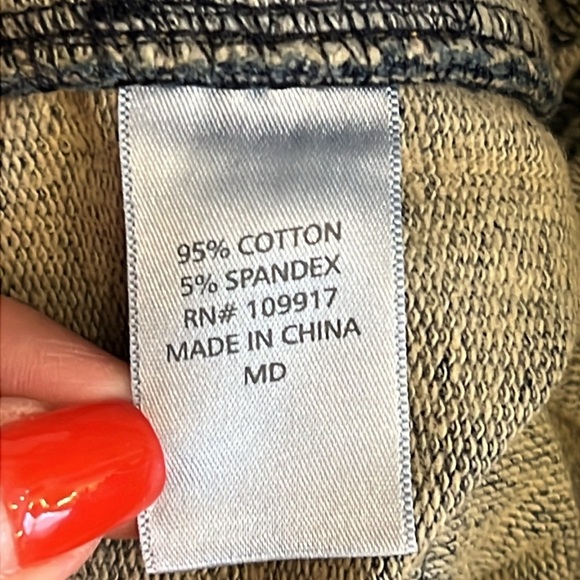 95% COTTON
5% SPANDEX
RN# 109917
MADE IN CHINA
MD